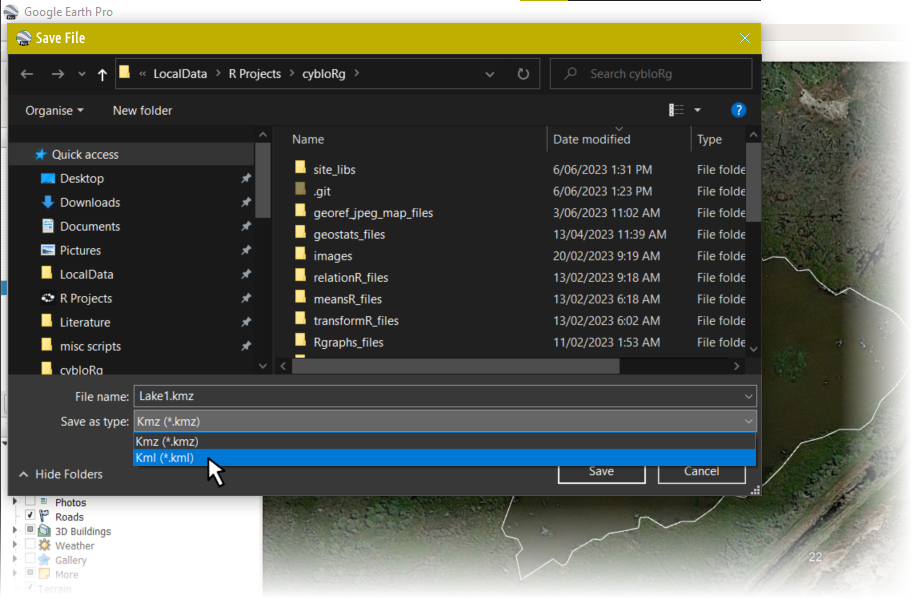 Google Earth Pro
Save File
« LocalData > R Projects > cybloRg >
Search cybloRg
Organise
New folder
?
Name
Date modified
Type
Quick access
Desktop
Downloads
Documents
Pictures
LocalData
R Projects
Literature
misc scripts
cybloRg
site_libs 6/06/2023 1:31 PM File folde
.git 6/06/2023 1:23 PM File folde
georef_jpeg_map_files 3/06/2023 11:02 AM File folde
geostats_files 13/04/2023 11:39 AM File folde
images 20/02/2023 9:19 AM File folde
relationR_files 13/02/2023 9:18 AM File folde
meansR_files 13/02/2023 6:18 AM File folde
transformR_files 13/02/2023 6:02 AM File folde
Rgraphs_files 11/02/2023 1:53 AM File folde
File name: Lake1.kmz
Save as type: Kmz (*.kmz)
Kmz (*.kmz)
Kml (*.kml)
Hide Folders
Save
Cancel
Photos
Roads
3D Buildings
Weather
Gallery
More
Terrain
22